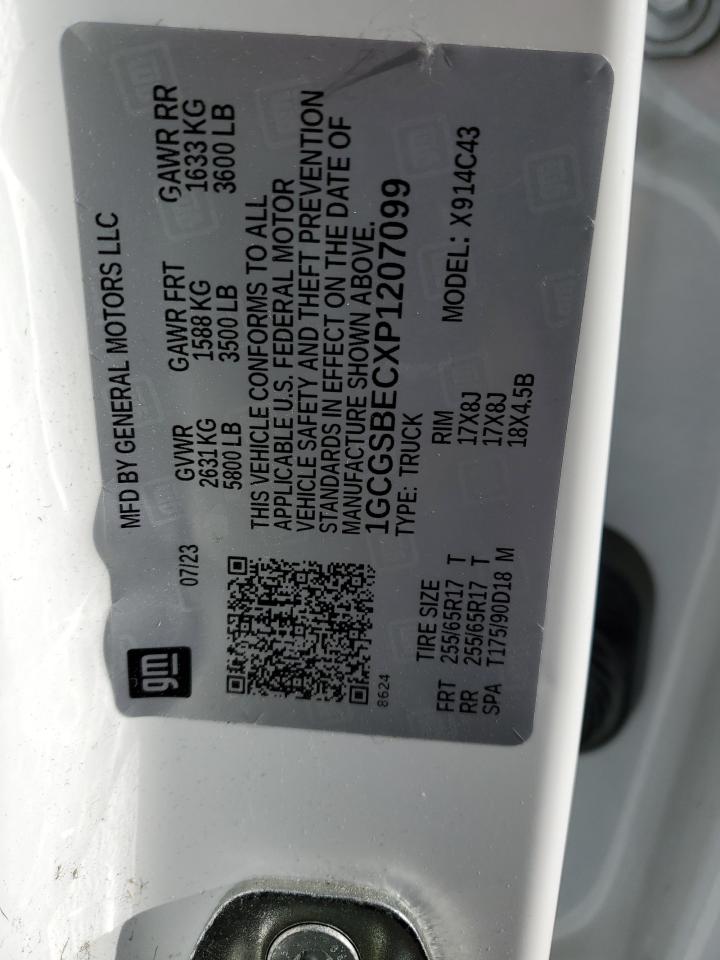 gm
MFD BY GENERAL MOTORS LLC
07/23
GVWR GAWR FRT GAWR RR
2631 KG 1588 KG 1633 KG
5800 LB 3500 LB 3600 LB
THIS VEHICLE CONFORMS TO ALL
APPLICABLE U.S. FEDERAL MOTOR
VEHICLE SAFETY AND THEFT PREVENTION
STANDARDS IN EFFECT ON THE DATE OF
MANUFACTURE SHOWN ABOVE.
1GCGSBECXP1207099
8624
TYPE: TRUCK MODEL: X914C43
TIRE SIZE RIM
FRT 255/65R17 T 17X8J
RR 255/65R17 T 17X8J
SPA T175/90D18 M 18X4.5B